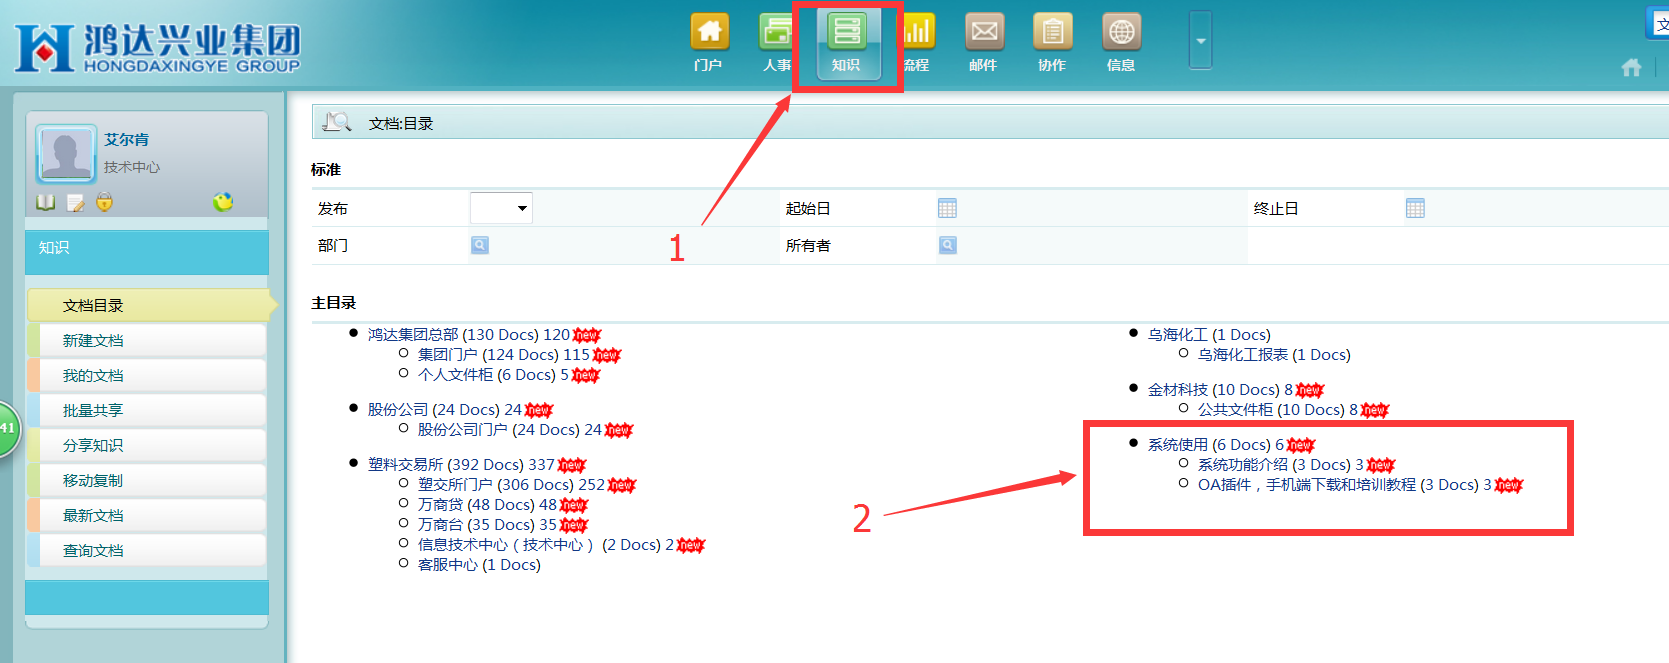 鸿达兴业集团
HONGDAXINGYE GROUP
门户
人事
知识
流程
邮件
协作
信息
文
艾尔肯
技术中心
知识
文档目录
新建文档
我的文档
批量共享
分享知识
移动复制
最新文档
查询文档
41
文档:目录
标准
发布 起始日 终止日
部门 所有者
1
主目录
鸿达集团总部 (130 Docs) 120 new
集团门户 (124 Docs) 115 new
个人文件柜 (6 Docs) 5 new
股份公司 (24 Docs) 24 new
股份公司门户 (24 Docs) 24 new
塑料交易所 (392 Docs) 337 new
塑交所门户 (306 Docs) 252 new
万商贷 (48 Docs) 48 new
万商台 (35 Docs) 35 new
信息技术中心（技术中心） (2 Docs) 2 new
客服中心 (1 Docs)
乌海化工 (1 Docs)
乌海化工报表 (1 Docs)
金材科技 (10 Docs) 8 new
公共文件柜 (10 Docs) 8 new
系统使用 (6 Docs) 6 new
系统功能介绍 (3 Docs) 3 new
OA插件，手机端下载和培训教程 (3 Docs) 3 new
2